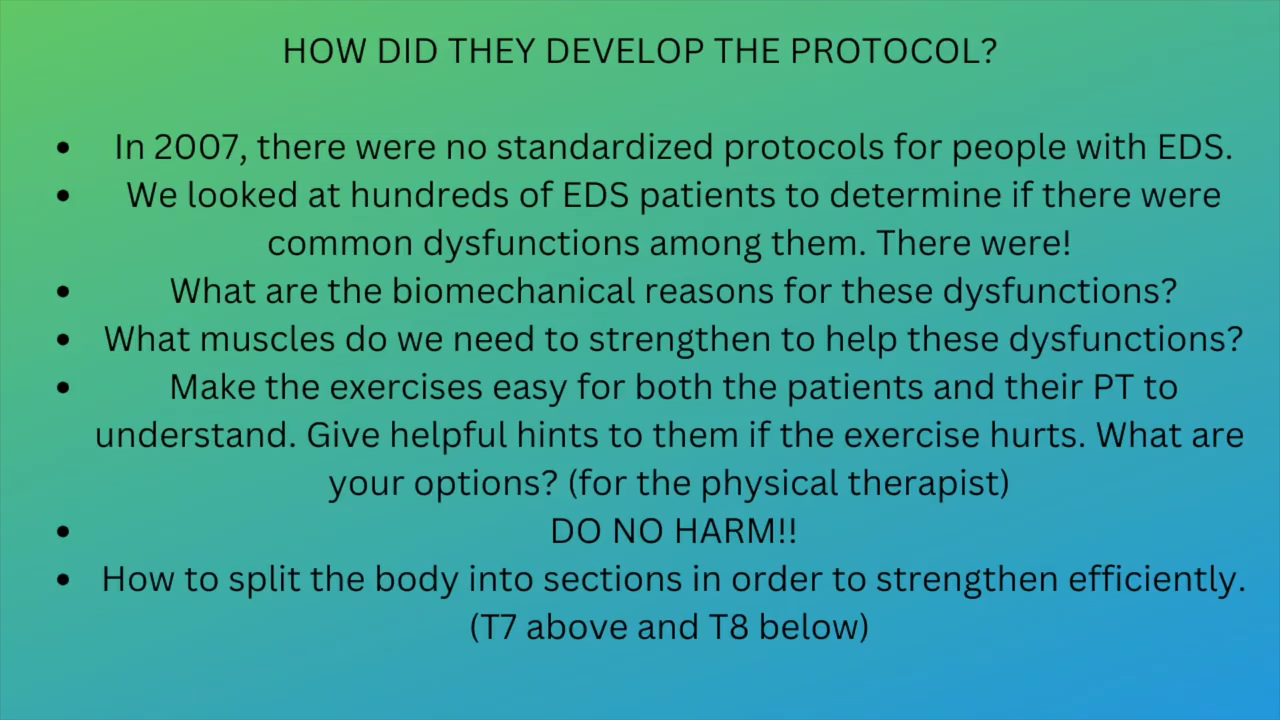 HOW DID THEY DEVELOP THE PROTOCOL?
• In 2007, there were no standardized protocols for people with EDS.
• We looked at hundreds of EDS patients to determine if there were
common dysfunctions among them. There were!
• What are the biomechanical reasons for these dysfunctions?
• What muscles do we need to strengthen to help these dysfunctions?
• Make the exercises easy for both the patients and their PT to
understand. Give helpful hints to them if the exercise hurts. What are
your options? (for the physical therapist)
• DO NO HARM!!
• How to split the body into sections in order to strengthen efficiently.
(T7 above and T8 below)